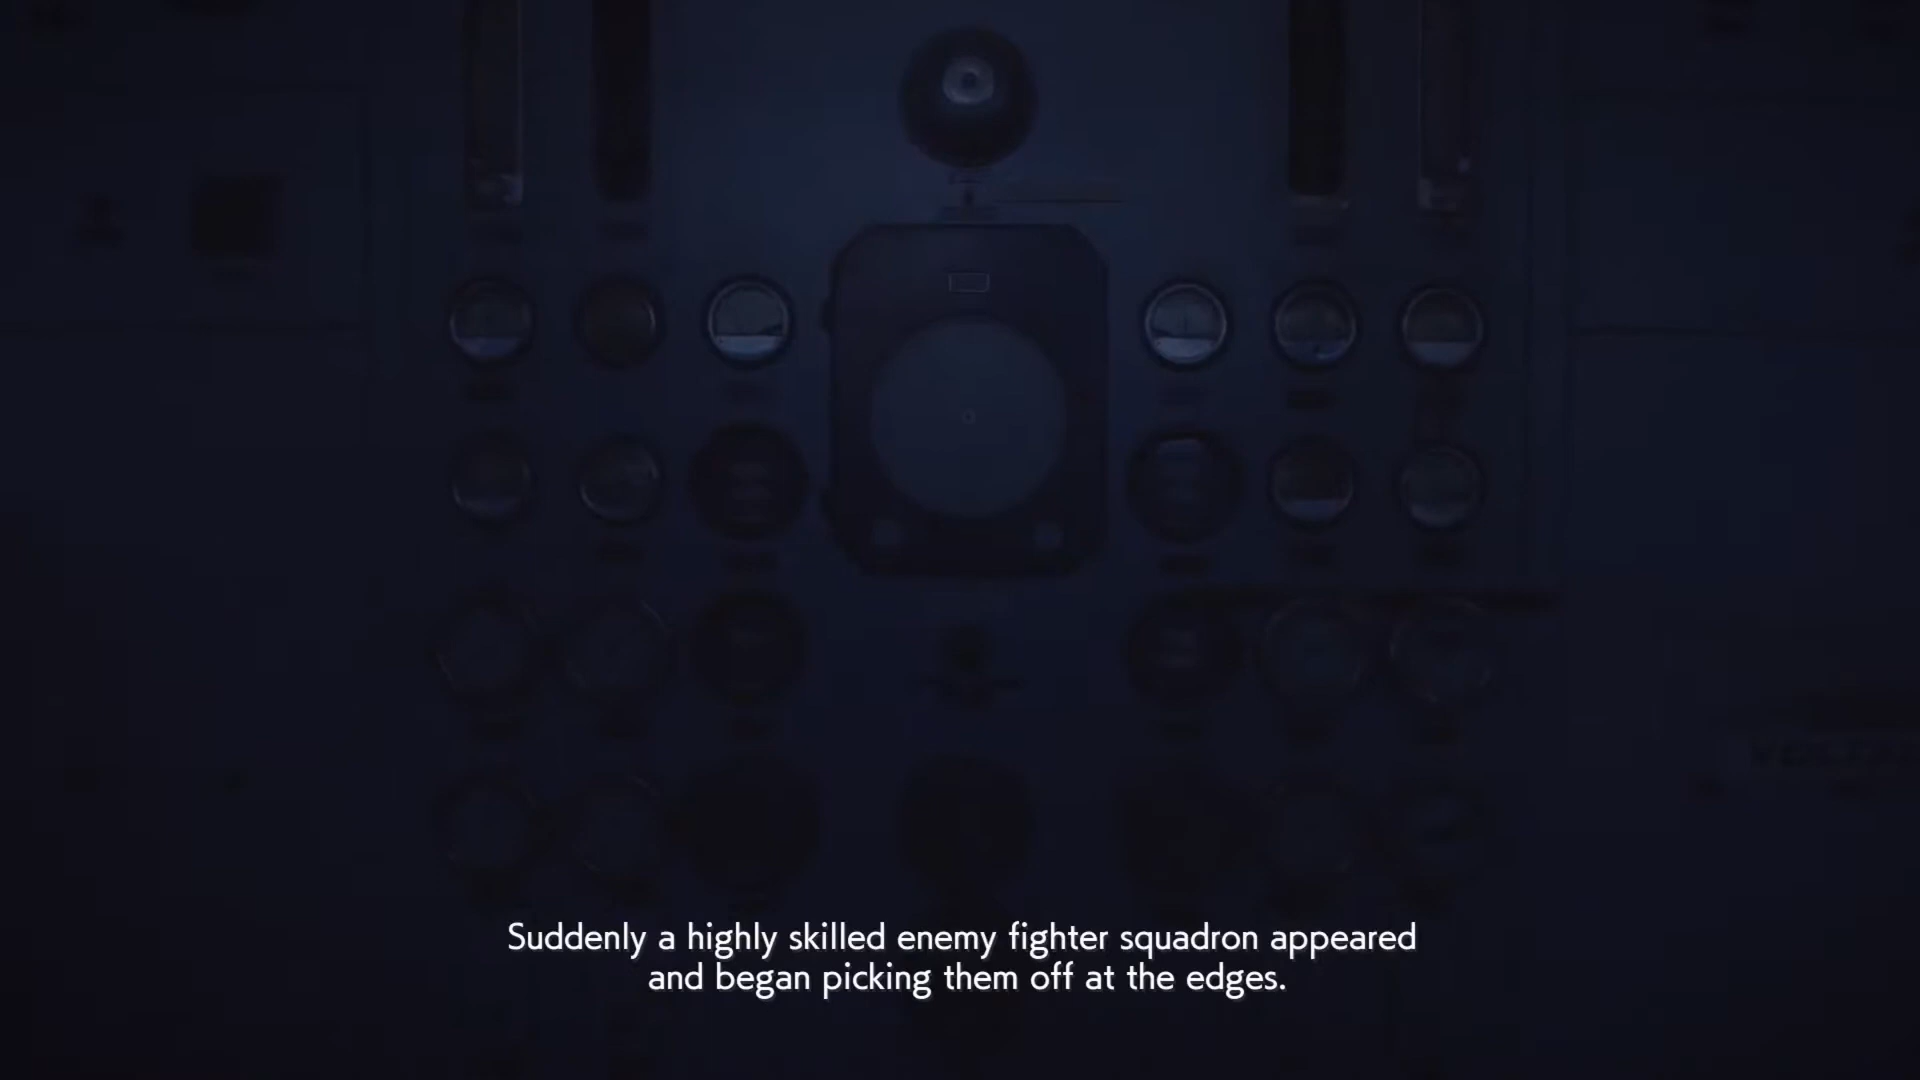 Suddenly a highly skilled enemy fighter squadron appeared
and began picking them off at the edges.